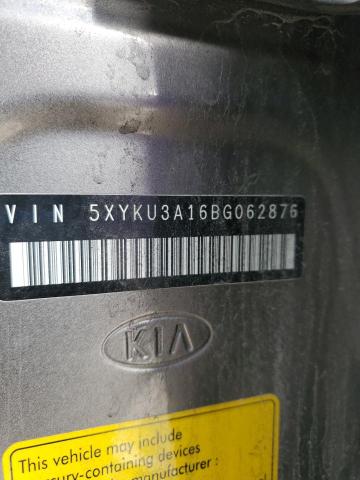 VIN 5XYKU3A16BG062876
KIA
This vehicle may include
mercury-containing devices
manufacturer :